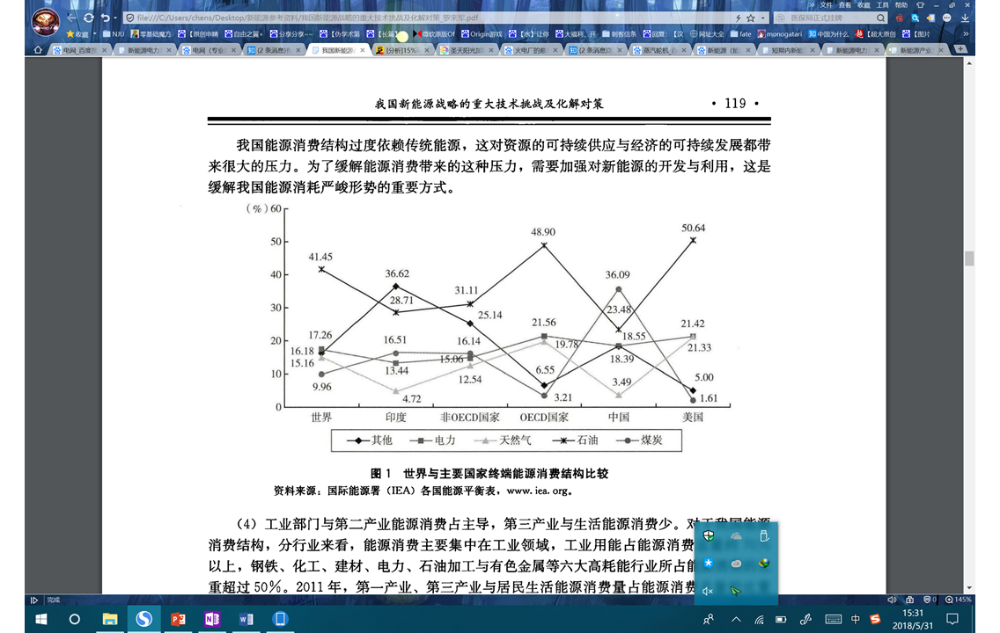 文件 查看 收藏 工具 帮助
file:///C:/Users/chens/Desktop/新能源参考资料/我国新能源战略的重大技术挑战及化解对策_罗来军.pdf
医保局正式挂牌
收藏 NJU 零基础魔方 【原创申精 自由之翼+ 分享分享~~ 【伪学术第 【长篇】 微软原版Of Origin游戏 【水】让你 大福利，开 刺客信条 回复：【汉 网址大全 fate monogatari 中国为什么 【超大原创 【图片
电网_百度搜 新能源电力 电网（专业 (2 条消息) 我国新能源 [分析]15% 圣天阳光加 火电厂的能 (2 条消息) 蒸汽轮机_百 新能源（能 短期内新能 新能源电力 新能源产业
我国新能源战略的重大技术挑战及化解对策
• 119 •
我国能源消费结构过度依赖传统能源，这对资源的可持续供应与经济的可持续发展都带
来很大的压力。为了缓解能源消费带来的这种压力，需要加强对新能源的开发与利用，这是
缓解我国能源消耗严峻形势的重要方式。
（%）60
50
40
30
20
10
0
41.45
17.26
16.18
15.16
9.96
36.62
28.71
16.51
13.44
4.72
31.11
25.14
16.14
15.06
12.54
48.90
21.56
19.78
6.55
3.21
36.09
23.48
18.55
18.39
3.49
50.64
21.42
21.33
5.00
1.61
世界 印度 非OECD国家 OECD国家 中国 美国
其他 电力 天然气 石油 煤炭
图 1 世界与主要国家终端能源消费结构比较
资料来源：国际能源署（IEA）各国能源平衡表，www.iea.org。
（4）工业部门与第二产业能源消费占主导，第三产业与生活能源消费少。对于我国能源
消费结构，分行业来看，能源消费主要集中在工业领域，工业用能占能源消费
以上，钢铁、化工、建材、电力、石油加工与有色金属等六大高耗能行业所占能
重超过 50%。2011 年，第一产业、第三产业与居民生活能源消费量占能源消费
完成
0
145%
中
15:31
2018/5/31